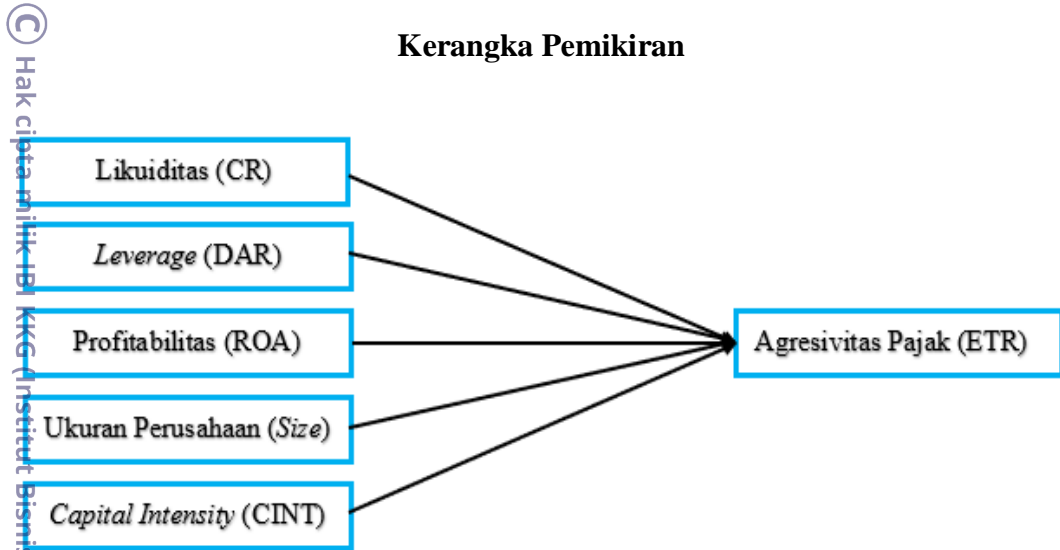 Kerangka Pemikiran
Likuiditas (CR)
Leverage (DAR)
Profitabilitas (ROA)
Ukuran Perusahaan (Size)
Capital Intensity (CINT)
Agresivitas Pajak (ETR)
© Hak cipta milik IBI KKG (Institut Bisnis